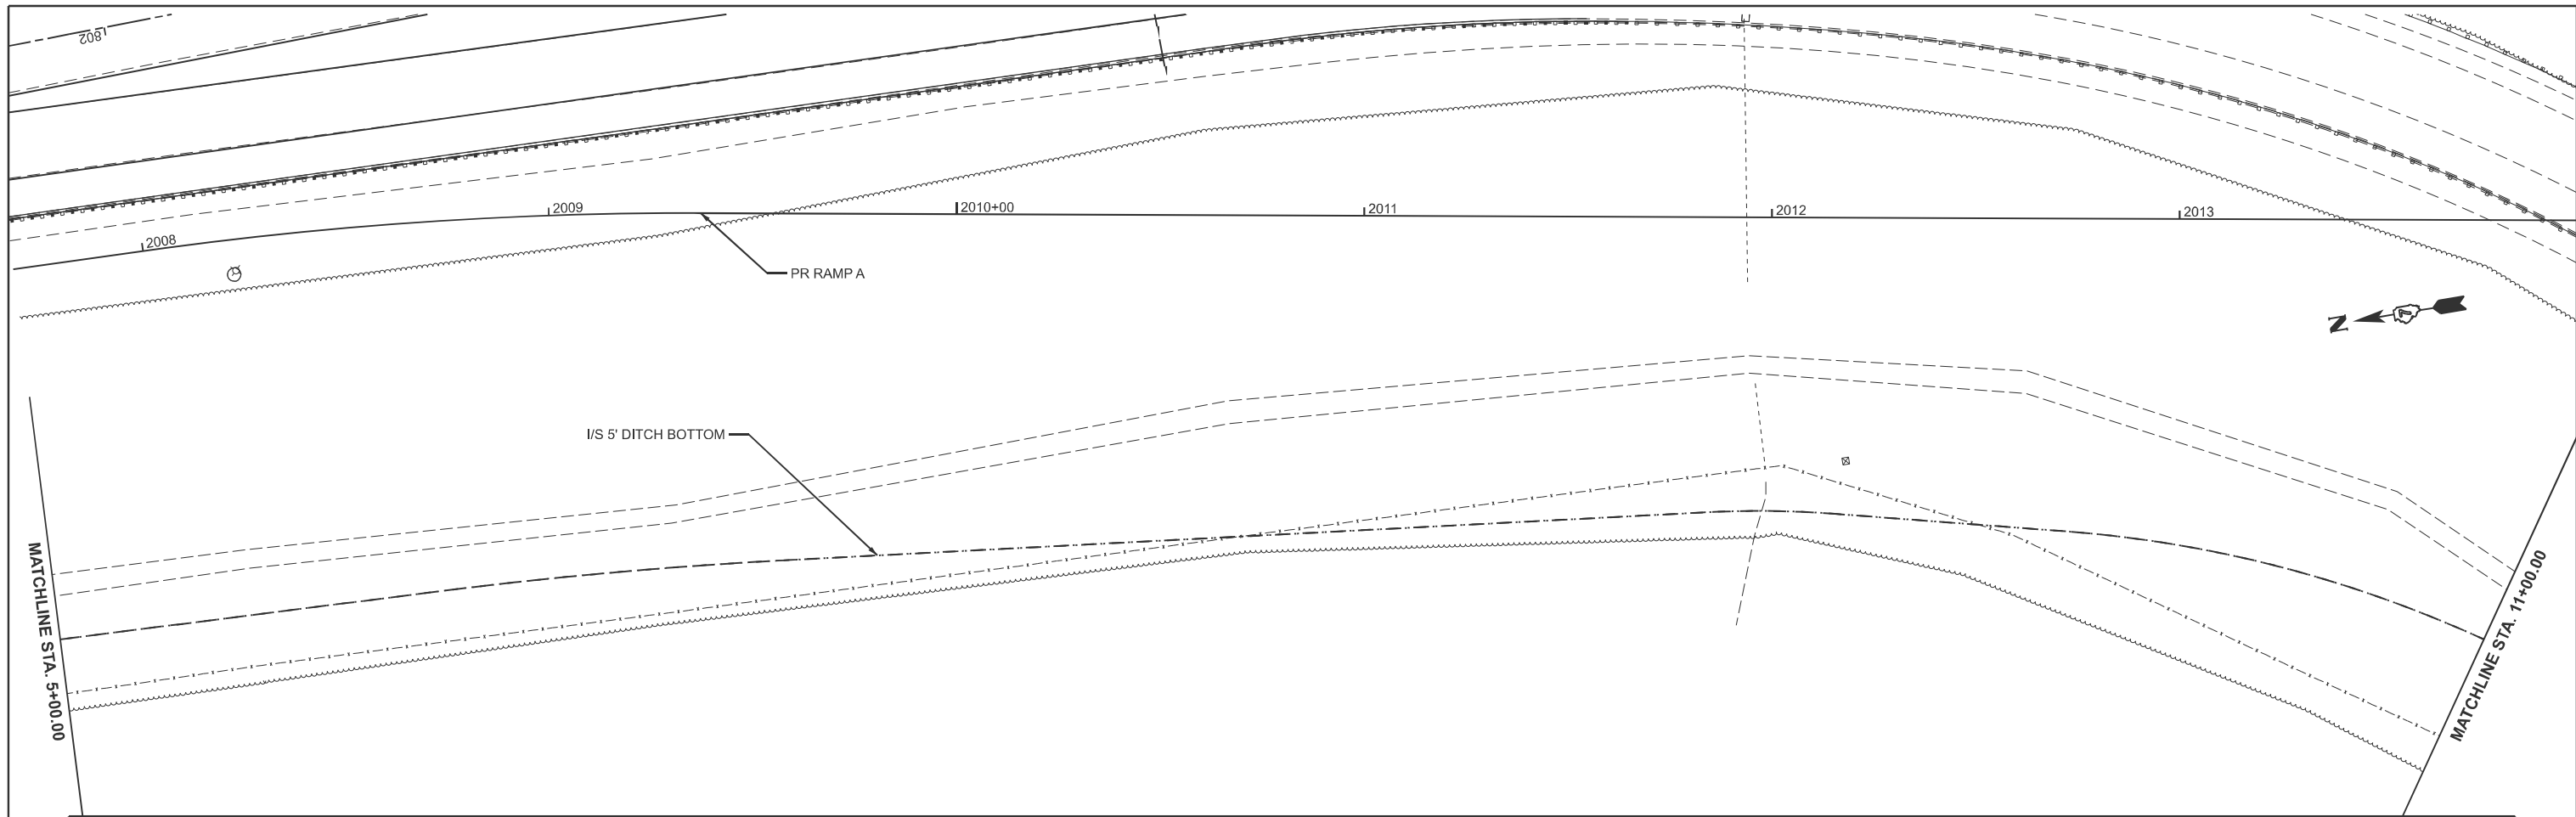 802
2008
2009
2010+00
2011
2012
2013
PR RAMP A
N
I/S 5' DITCH BOTTOM
MATCHLINE STA. 5+00.00
MATCHLINE STA. 11+00.00